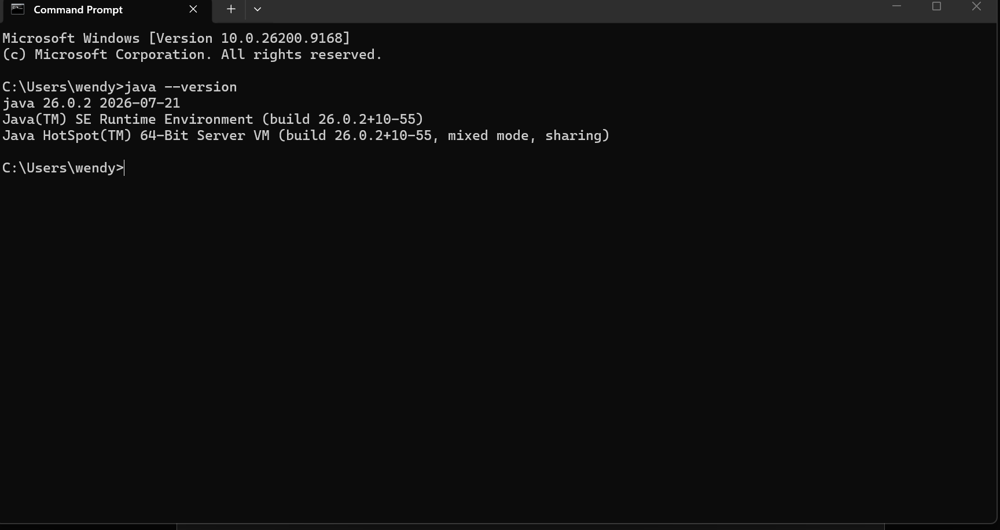 Command Prompt
Microsoft Windows [Version 10.0.26200.9168]
(c) Microsoft Corporation. All rights reserved.
C:\Users\wendy>java --version
java 26.0.2 2026-07-21
Java(TM) SE Runtime Environment (build 26.0.2+10-55)
Java HotSpot(TM) 64-Bit Server VM (build 26.0.2+10-55, mixed mode, sharing)
C:\Users\wendy>